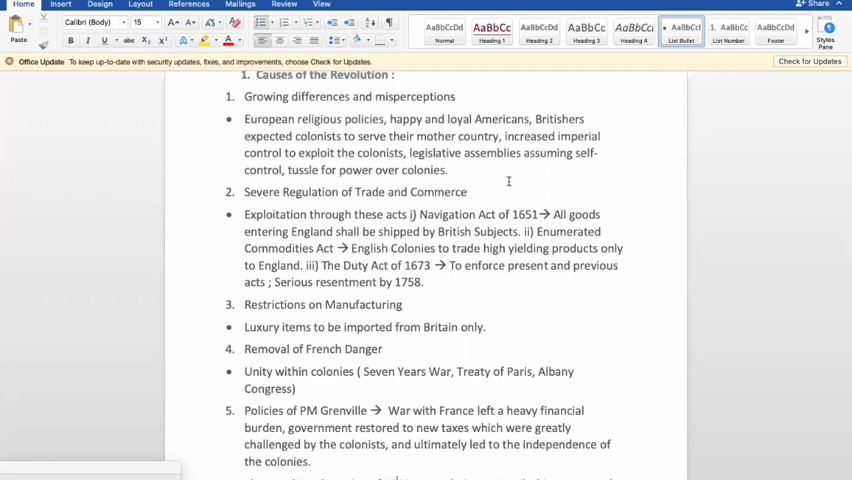 Home Insert Design Layout References Mailings Review View Share
Calibri (Body) 15
Paste
AaBbCcDd AaBbCc AaBbCcDd AaBbCc AaBbCcD AaBbCcI AaBbCc AaBbCcDd
Normal Heading 1 Heading 2 Heading 3 Heading 4 List Bullet List Number Footer Styles Pane
Office Update To keep up-to-date with security updates, fixes, and improvements, choose Check for Updates. Check for Updates
1. Causes of the Revolution :
1. Growing differences and misperceptions
• European religious policies, happy and loyal Americans, Britishers
expected colonists to serve their mother country, increased imperial
control to exploit the colonists, legislative assemblies assuming self-
control, tussle for power over colonies.
2. Severe Regulation of Trade and Commerce
• Exploitation through these acts i) Navigation Act of 1651→ All goods
entering England shall be shipped by British Subjects. ii) Enumerated
Commodities Act → English Colonies to trade high yielding products only
to England. iii) The Duty Act of 1673 → To enforce present and previous
acts ; Serious resentment by 1758.
3. Restrictions on Manufacturing
• Luxury items to be imported from Britain only.
4. Removal of French Danger
• Unity within colonies ( Seven Years War, Treaty of Paris, Albany
Congress)
5. Policies of PM Grenville → War with France left a heavy financial
burden, government restored to new taxes which were greatly
challenged by the colonists, and ultimately led to the independence of
the colonies.